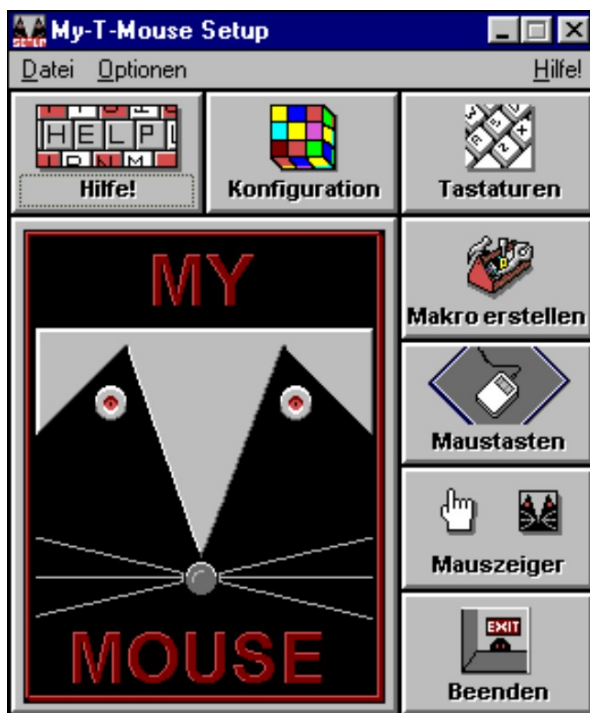 My-T-Mouse Setup
Datei Optionen Hilfe!
HELP
Hilfe!
Konfiguration
Tastaturen
MY
MOUSE
Makro erstellen
Maustasten
Mauszeiger
EXIT
Beenden